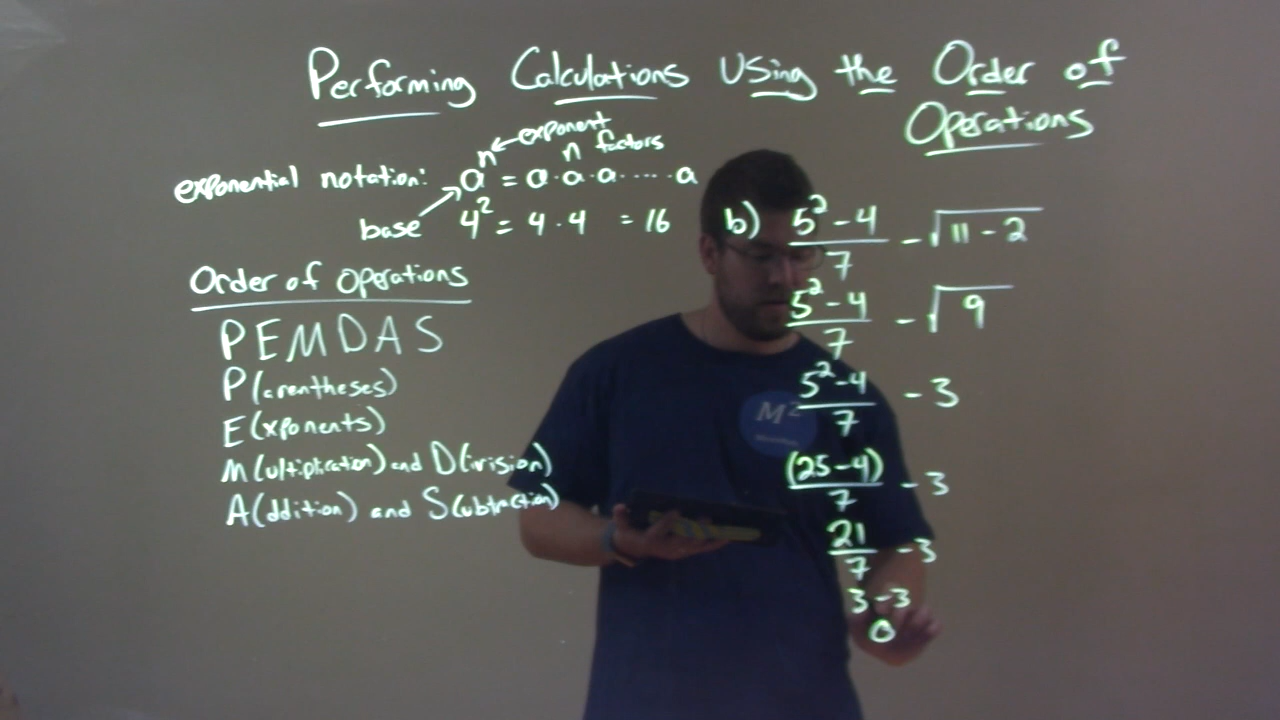 Performing Calculations Using the Order of
Operations
n ← exponent
n factors
exponential notation: aⁿ = a · a · a · ... · a
base
4² = 4 · 4 = 16
Order of Operations
PEMDAS
P(arentheses)
E(xponents)
M(ultiplication) and D(ivision)
A(ddition) and S(ubtraction)
b) (5² - 4)/7 - √(11 - 2)
(5² - 4)/7 - √9
(5² - 4)/7 - 3
(25 - 4)/7 - 3
21/7 - 3
3 - 3
0
M²